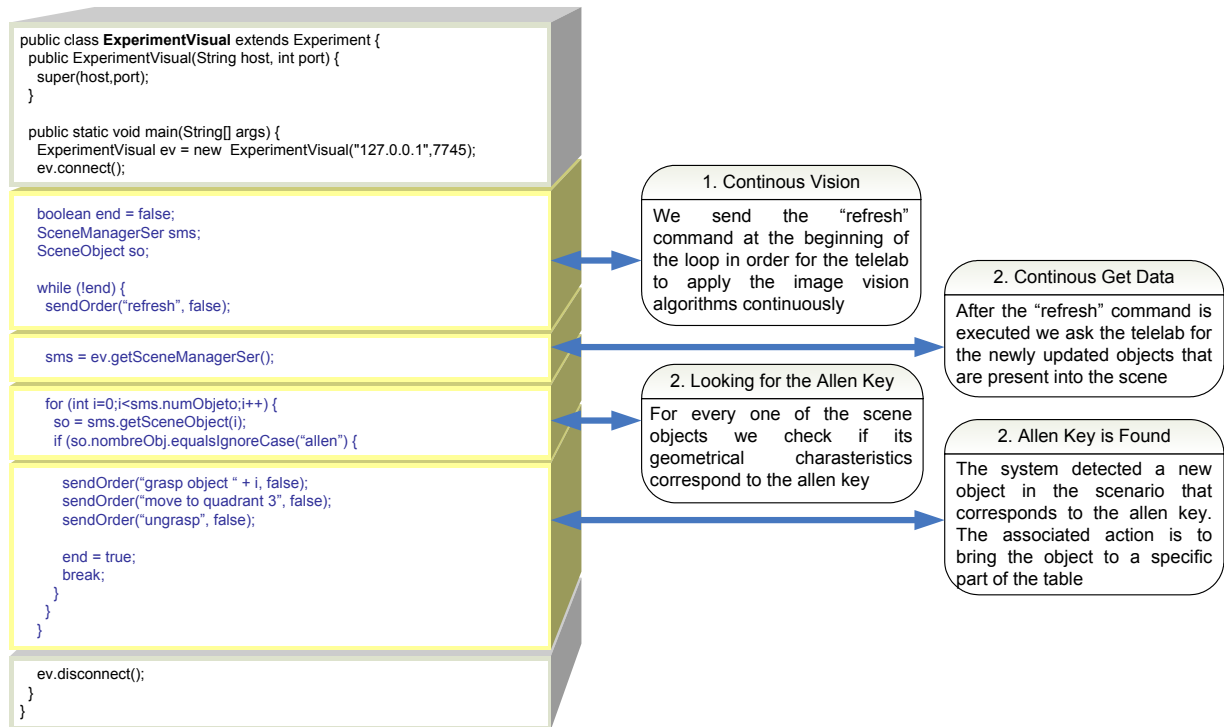 public class ExperimentVisual extends Experiment {
public ExperimentVisual(String host, int port) {
super(host,port);
}
public static void main(String[] args) {
ExperimentVisual ev = new ExperimentVisual("127.0.0.1",7745);
ev.connect();
boolean end = false;
SceneManagerSer sms;
SceneObject so;
while (!end) {
sendOrder(“refresh”, false);
sms = ev.getSceneManagerSer();
for (int i=0;i<sms.numObjeto;i++) {
so = sms.getSceneObject(i);
if (so.nombreObj.equalsIgnoreCase(“allen”) {
sendOrder(“grasp object “ + i, false);
sendOrder(“move to quadrant 3”, false);
sendOrder(“ungrasp”, false);
end = true;
break;
}
}
}
ev.disconnect();
}
}
1. Continous Vision
We send the “refresh”
command at the beginning of
the loop in order for the telelab
to apply the image vision
algorithms continuously
2. Continous Get Data
After the “refresh” command is
executed we ask the telelab for
the newly updated objects that
are present into the scene
2. Looking for the Allen Key
For every one of the scene
objects we check if its
geometrical charasteristics
correspond to the allen key
2. Allen Key is Found
The system detected a new
object in the scenario that
corresponds to the allen key.
The associated action is to
bring the object to a specific
part of the table